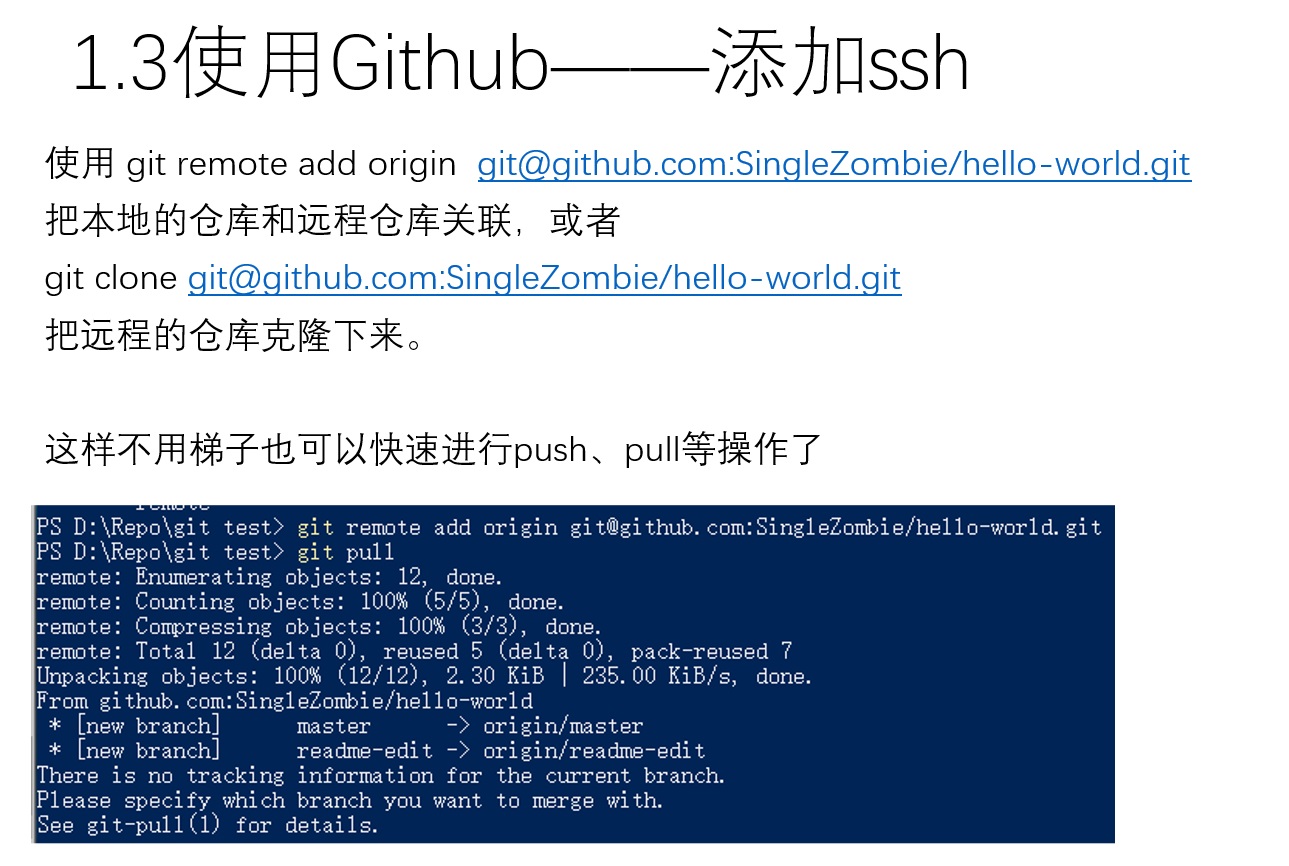 1.3使用Github——添加ssh
使用 git remote add origin git@github.com:SingleZombie/hello-world.git
把本地的仓库和远程仓库关联，或者
git clone git@github.com:SingleZombie/hello-world.git
把远程的仓库克隆下来。
这样不用梯子也可以快速进行push、pull等操作了
remote
PS D:\Repo\git test> git remote add origin git@github.com:SingleZombie/hello-world.git
PS D:\Repo\git test> git pull
remote: Enumerating objects: 12, done.
remote: Counting objects: 100% (5/5), done.
remote: Compressing objects: 100% (3/3), done.
remote: Total 12 (delta 0), reused 5 (delta 0), pack-reused 7
Unpacking objects: 100% (12/12), 2.30 KiB | 235.00 KiB/s, done.
From github.com:SingleZombie/hello-world
 * [new branch]      master      -> origin/master
 * [new branch]      readme-edit -> origin/readme-edit
There is no tracking information for the current branch.
Please specify which branch you want to merge with.
See git-pull(1) for details.